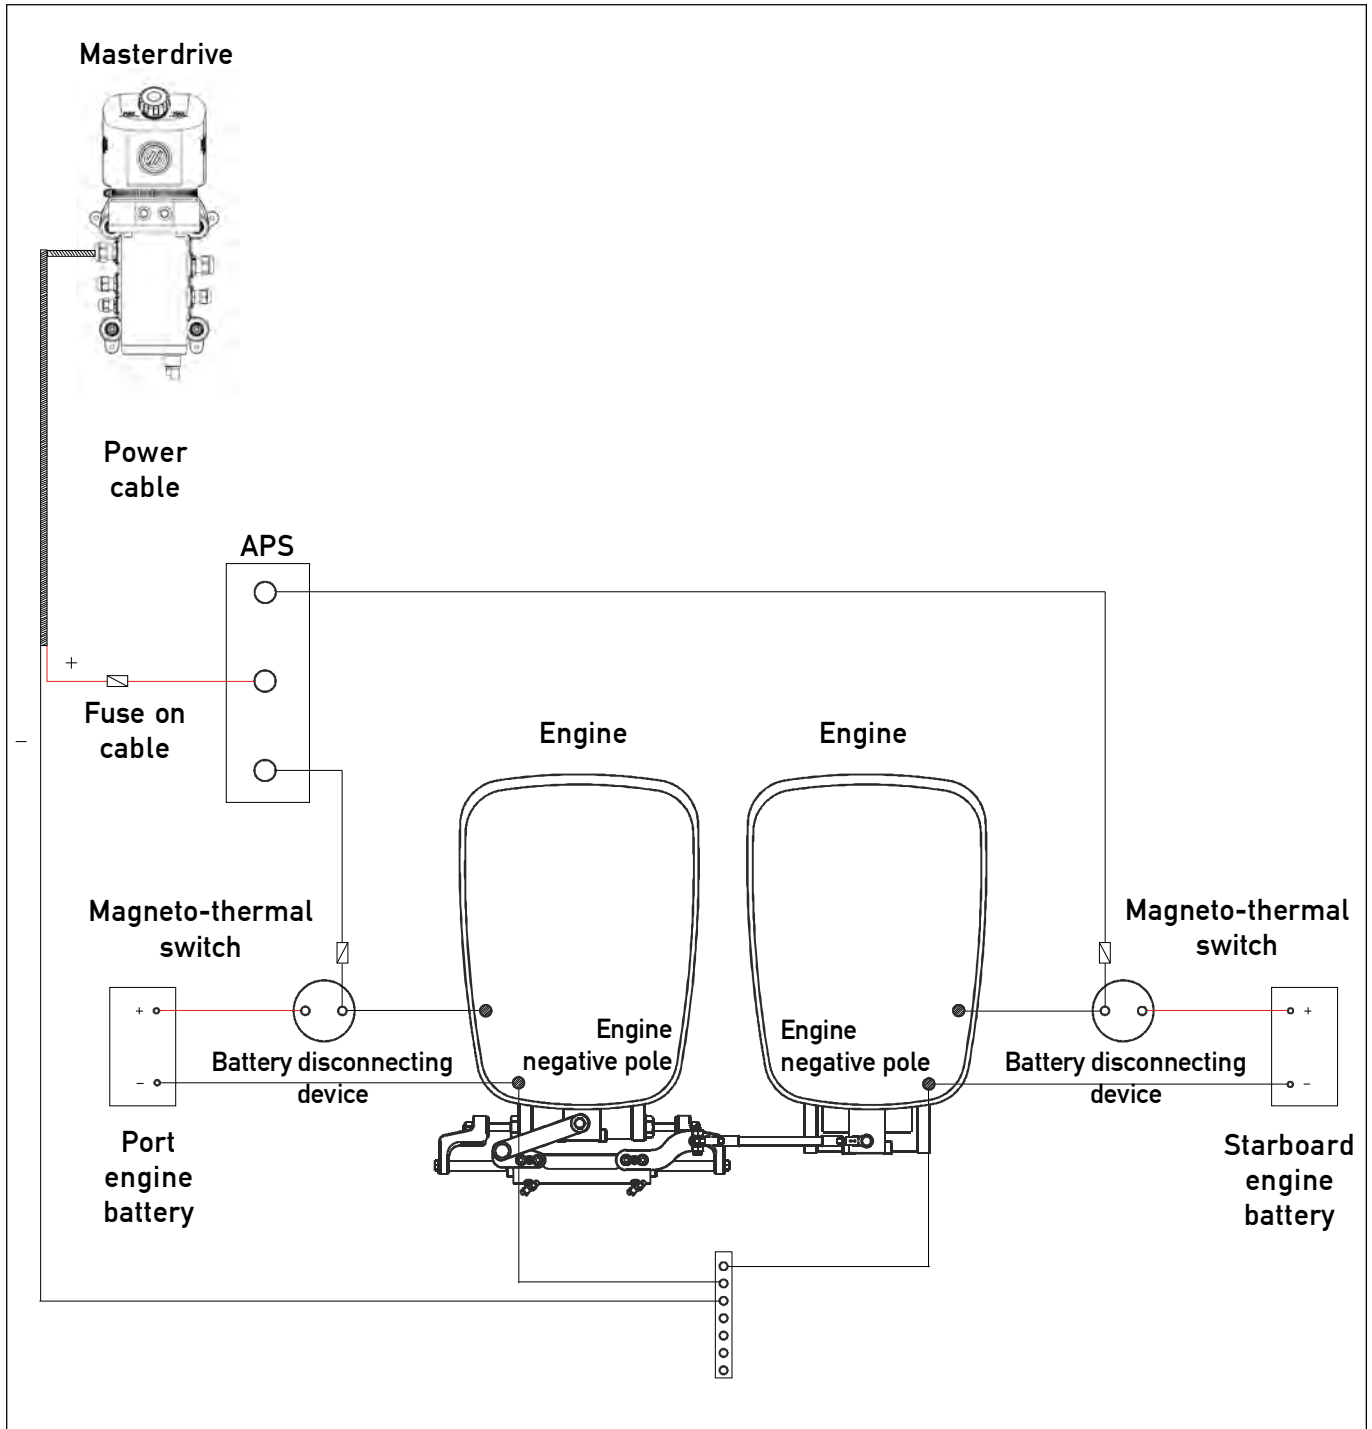 Masterdrive
Power
cable
APS
+
Fuse on
cable
−
Engine
Engine
Magneto-thermal
switch
Magneto-thermal
switch
+
−
Battery disconnecting
device
Engine
negative pole
Engine
negative pole
Battery disconnecting
device
+
−
Port
engine
battery
Starboard
engine
battery